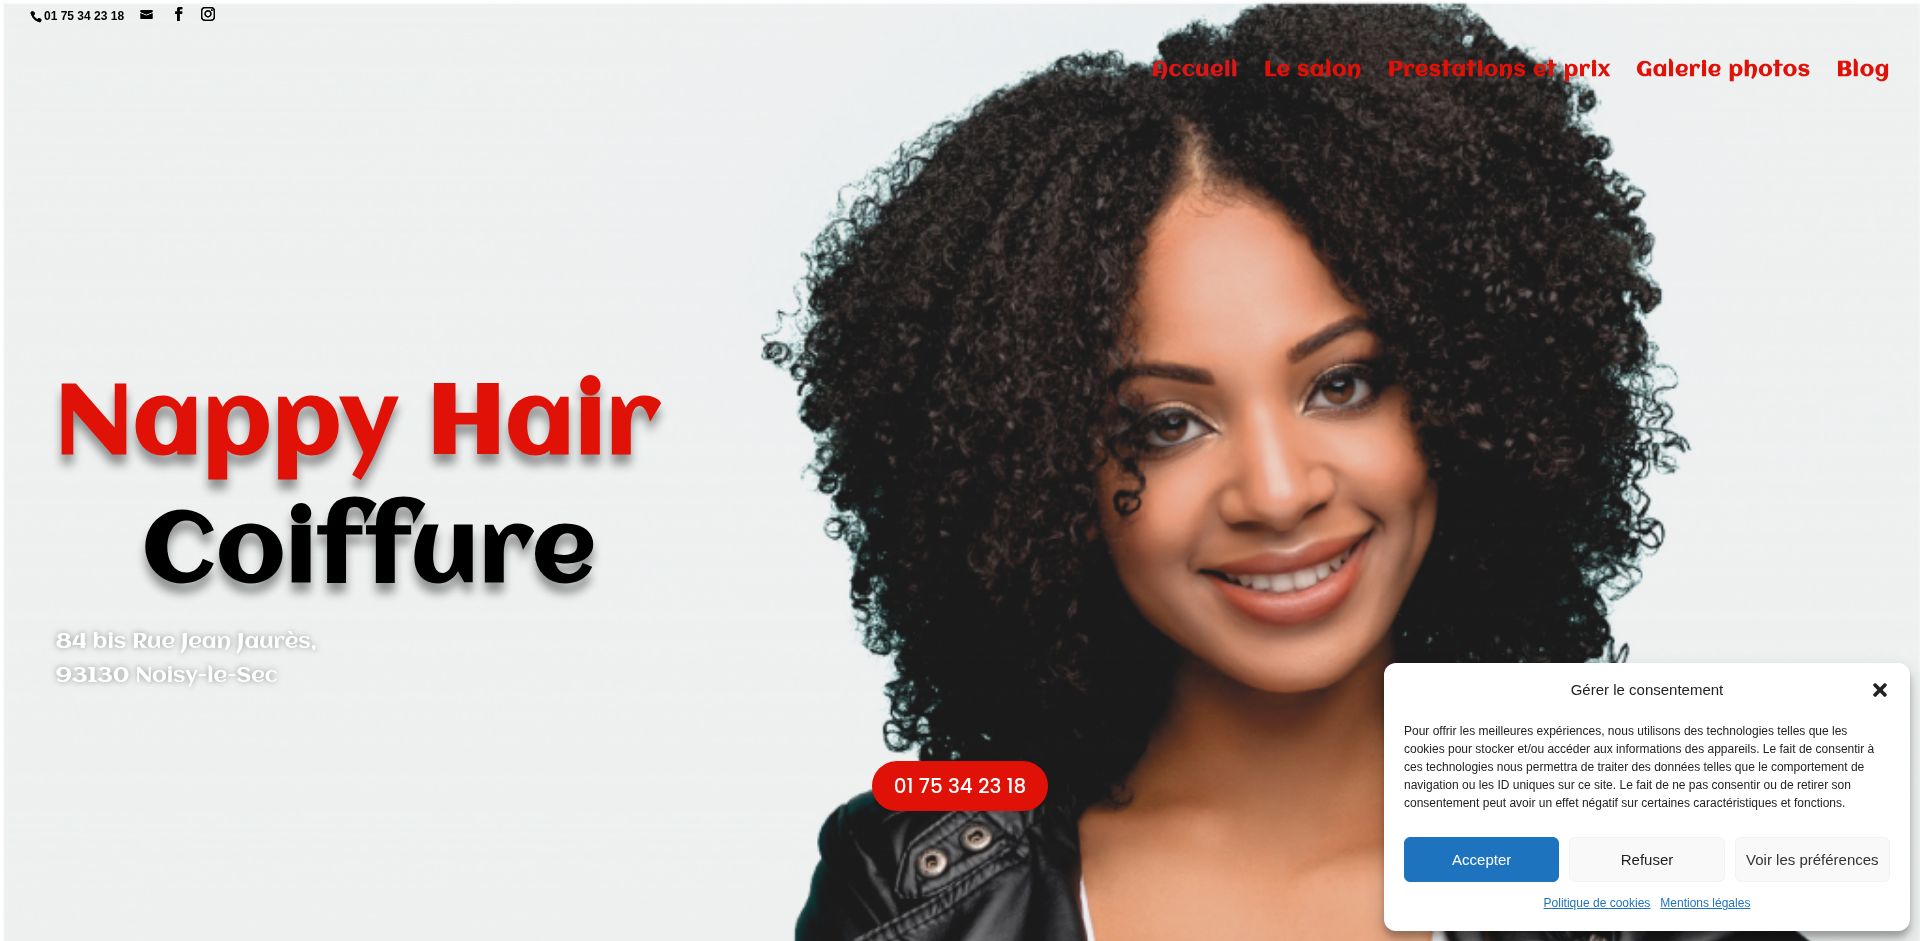 01 75 34 23 18
Accueil Le salon Prestations et prix Galerie photos Blog
Nappy Hair
Coiffure
84 bis Rue Jean Jaurès,
93130 Noisy-le-Sec
01 75 34 23 18
Gérer le consentement
Pour offrir les meilleures expériences, nous utilisons des technologies telles que les
cookies pour stocker et/ou accéder aux informations des appareils. Le fait de consentir à
ces technologies nous permettra de traiter des données telles que le comportement de
navigation ou les ID uniques sur ce site. Le fait de ne pas consentir ou de retirer son
consentement peut avoir un effet négatif sur certaines caractéristiques et fonctions.
Accepter Refuser Voir les préférences
Politique de cookies Mentions légales